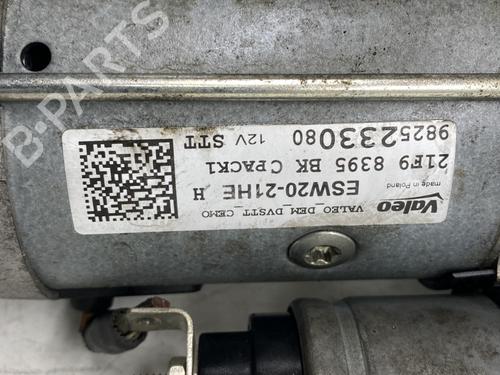 Valeo
made in Poland
VALEO_DEM_DVSTT_CEMO
ESW20-21HE H
21F9 8395 BK CPACK1
9825233080 12V STT
B-PARTS